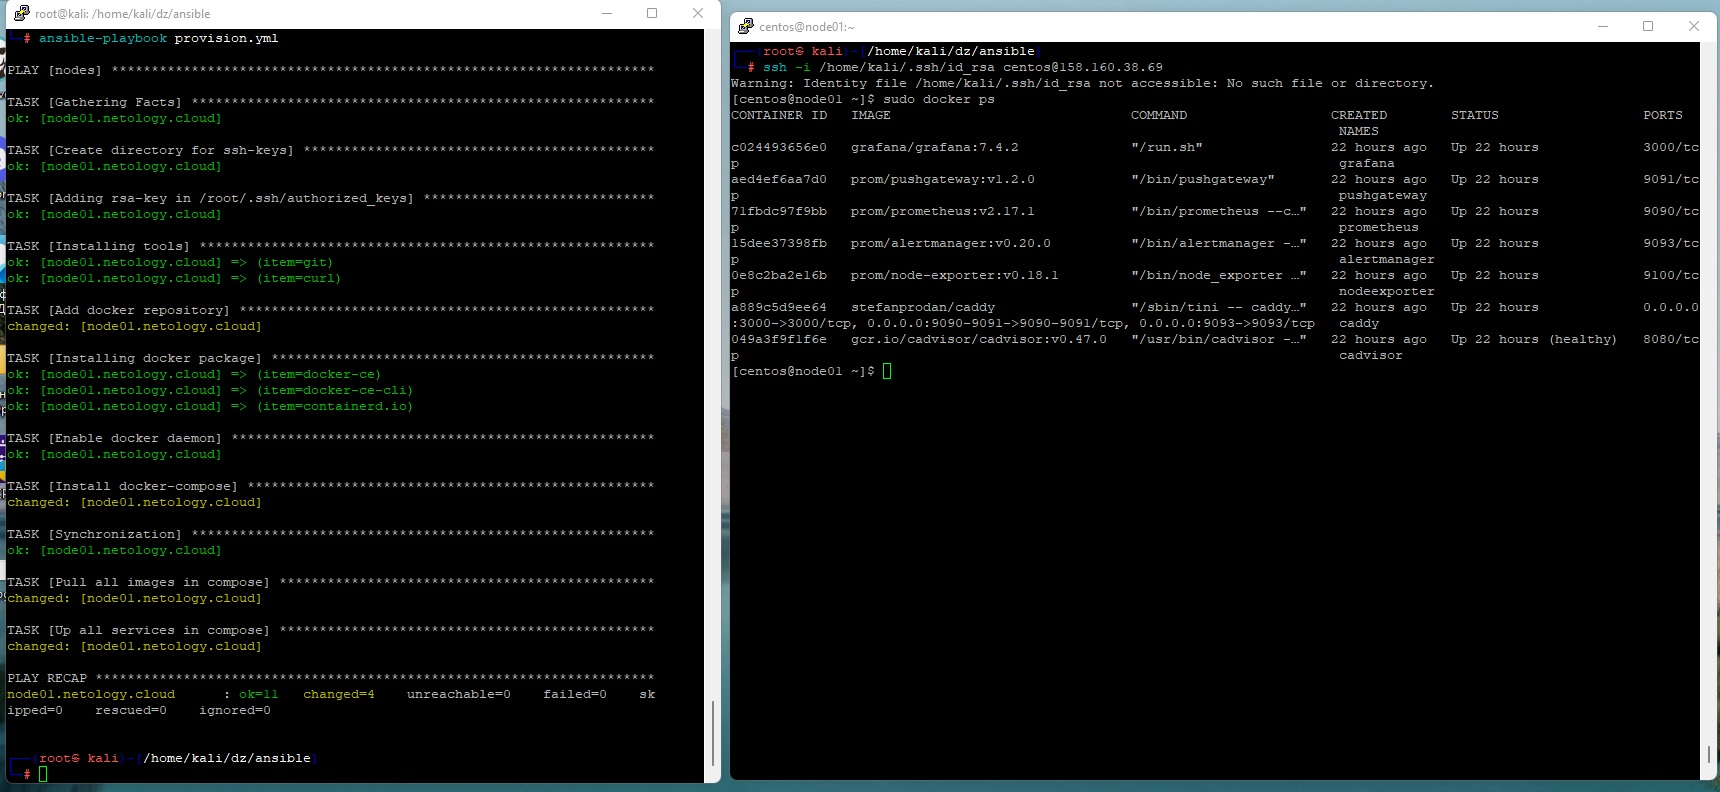 root@kali: /home/kali/dz/ansible
# ansible-playbook provision.yml
PLAY [nodes] ********************************************************************
TASK [Gathering Facts] **********************************************************
ok: [node01.netology.cloud]
TASK [Create directory for ssh-keys] ********************************************
ok: [node01.netology.cloud]
TASK [Adding rsa-key in /root/.ssh/authorized_keys] *****************************
ok: [node01.netology.cloud]
TASK [Installing tools] *********************************************************
ok: [node01.netology.cloud] => (item=git)
ok: [node01.netology.cloud] => (item=curl)
TASK [Add docker repository] ****************************************************
changed: [node01.netology.cloud]
TASK [Installing docker package] ************************************************
ok: [node01.netology.cloud] => (item=docker-ce)
ok: [node01.netology.cloud] => (item=docker-ce-cli)
ok: [node01.netology.cloud] => (item=containerd.io)
TASK [Enable docker daemon] *****************************************************
ok: [node01.netology.cloud]
TASK [Install docker-compose] ***************************************************
changed: [node01.netology.cloud]
TASK [Synchronization] **********************************************************
ok: [node01.netology.cloud]
TASK [Pull all images in compose] ***********************************************
changed: [node01.netology.cloud]
TASK [Up all services in compose] ***********************************************
changed: [node01.netology.cloud]
PLAY RECAP **********************************************************************
node01.netology.cloud      : ok=11   changed=4    unreachable=0    failed=0    sk
ipped=0    rescued=0    ignored=0
(root㉿ kali)-[/home/kali/dz/ansible]
#
centos@node01:~
(root㉿ kali)-[/home/kali/dz/ansible]
# ssh -i /home/kali/.ssh/id_rsa centos@158.160.38.69
Warning: Identity file /home/kali/.ssh/id_rsa not accessible: No such file or directory.
[centos@node01 ~]$ sudo docker ps
CONTAINER ID   IMAGE                              COMMAND                  CREATED        STATUS                  PORTS
NAMES
c024493656e0   grafana/grafana:7.4.2              "/run.sh"                22 hours ago   Up 22 hours             3000/tc
p                                                                           grafana
aed4ef6aa7d0   prom/pushgateway:v1.2.0            "/bin/pushgateway"       22 hours ago   Up 22 hours             9091/tc
p                                                                           pushgateway
71fbdc97f9bb   prom/prometheus:v2.17.1            "/bin/prometheus --c…"   22 hours ago   Up 22 hours             9090/tc
p                                                                           prometheus
15dee37398fb   prom/alertmanager:v0.20.0          "/bin/alertmanager -…"   22 hours ago   Up 22 hours             9093/tc
p                                                                           alertmanager
0e8c2ba2e16b   prom/node-exporter:v0.18.1         "/bin/node_exporter …"   22 hours ago   Up 22 hours             9100/tc
p                                                                           nodeexporter
a889c5d9ee64   stefanprodan/caddy                 "/sbin/tini -- caddy…"   22 hours ago   Up 22 hours             0.0.0.0
:3000->3000/tcp, 0.0.0.0:9090-9091->9090-9091/tcp, 0.0.0.0:9093->9093/tcp   caddy
049a3f9f1f6e   gcr.io/cadvisor/cadvisor:v0.47.0   "/usr/bin/cadvisor -…"   22 hours ago   Up 22 hours (healthy)   8080/tc
p                                                                           cadvisor
[centos@node01 ~]$